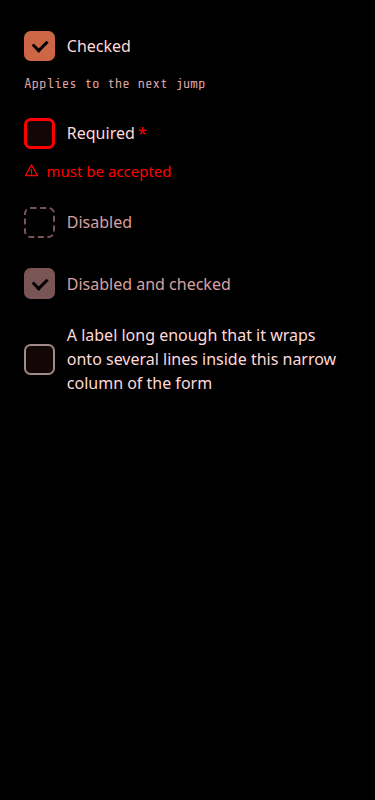 Checked
Applies to the next jump
Required *
⚠ must be accepted
Disabled
Disabled and checked
A label long enough that it wraps
onto several lines inside this narrow
column of the form